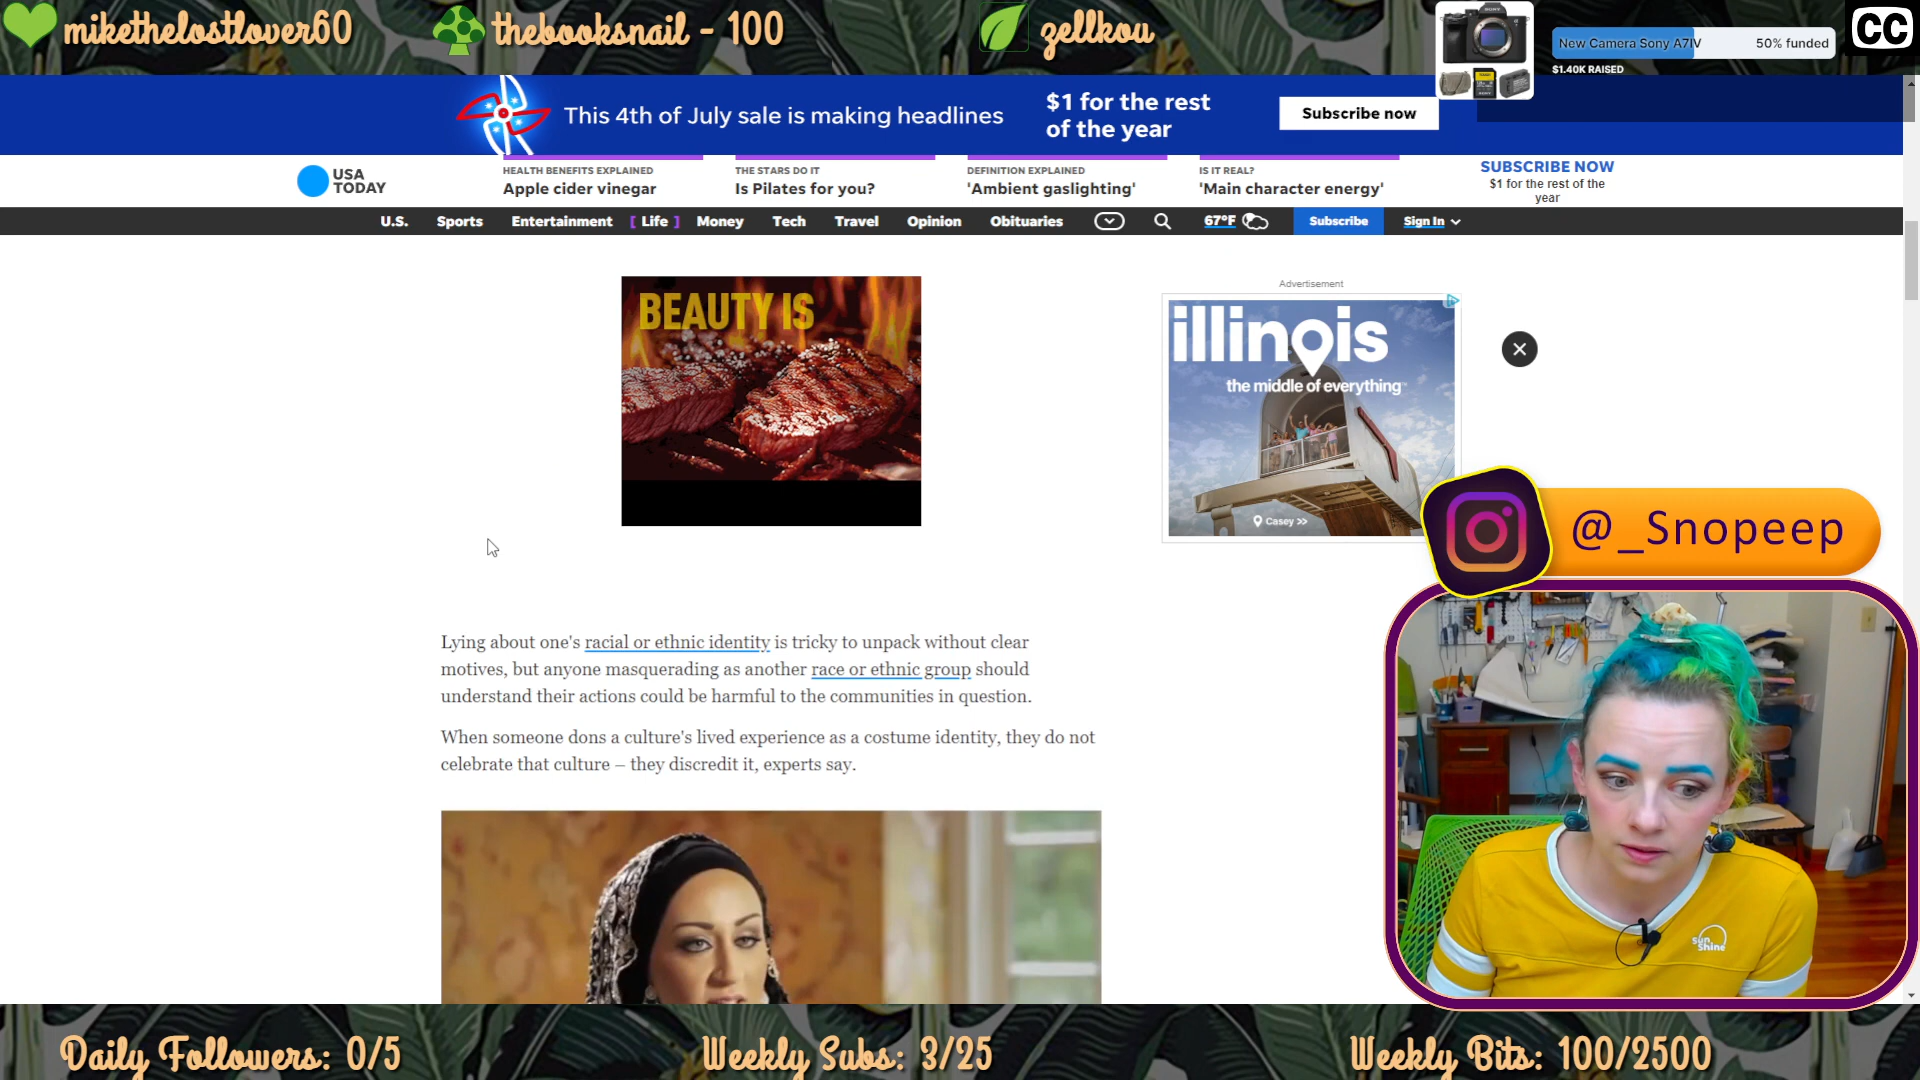 mikethelostlover60
thebooksnail - 100
zellkou
New Camera Sony A7IV 50% funded
$1.40K RAISED
CC
This 4th of July sale is making headlines
$1 for the rest
of the year
Subscribe now
USA
TODAY
HEALTH BENEFITS EXPLAINED
Apple cider vinegar
THE STARS DO IT
Is Pilates for you?
DEFINITION EXPLAINED
'Ambient gaslighting'
IS IT REAL?
'Main character energy'
SUBSCRIBE NOW
$1 for the rest of the
year
U.S. Sports Entertainment [ Life ] Money Tech Travel Opinion Obituaries 67°F Subscribe Sign In
BEAUTY IS
Advertisement
illinois
the middle of everything
Casey >>
@_Snopeep
Lying about one's racial or ethnic identity is tricky to unpack without clear
motives, but anyone masquerading as another race or ethnic group should
understand their actions could be harmful to the communities in question.
When someone dons a culture's lived experience as a costume identity, they do not
celebrate that culture – they discredit it, experts say.
sun
Shine
Daily Followers: 0/5
Weekly Subs: 3/25
Weekly Bits: 100/2500